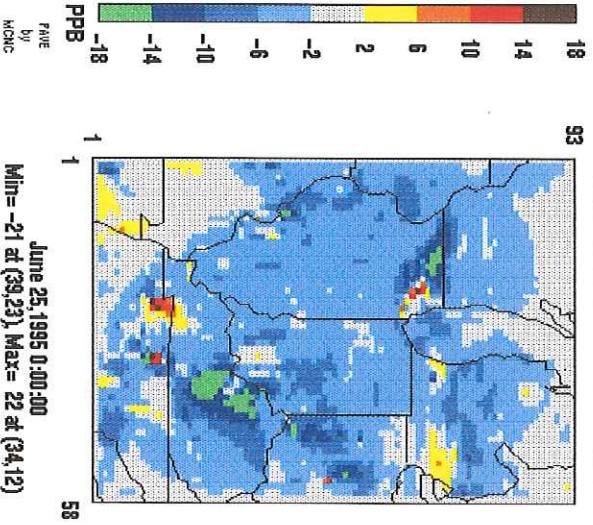 18
14
10
6
2
-2
-6
-10
-14
-18
PPB
PAVE
by
MCNC
93
1
1
58
June 25,1995 0:00:00
Min= -21 at (39,23), Max= 22 at (34,12)